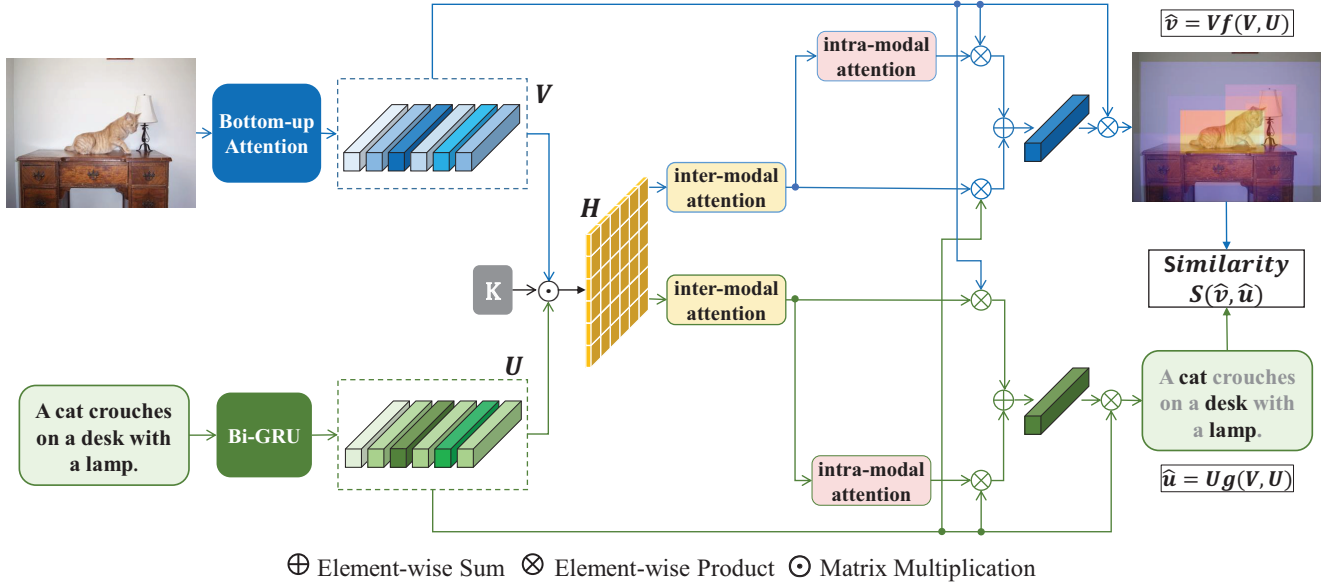 v̂ = Vf(V, U)
intra-modal
attention
V
Bottom-up
Attention
inter-modal
attention
H
Similarity
S(v̂, û)
K
inter-modal
attention
U
A cat crouches
on a desk with
a lamp.
Bi-GRU
A cat crouches
on a desk with
a lamp.
intra-modal
attention
û = Ug(V, U)
⊕ Element-wise Sum ⊗ Element-wise Product ⊙ Matrix Multiplication